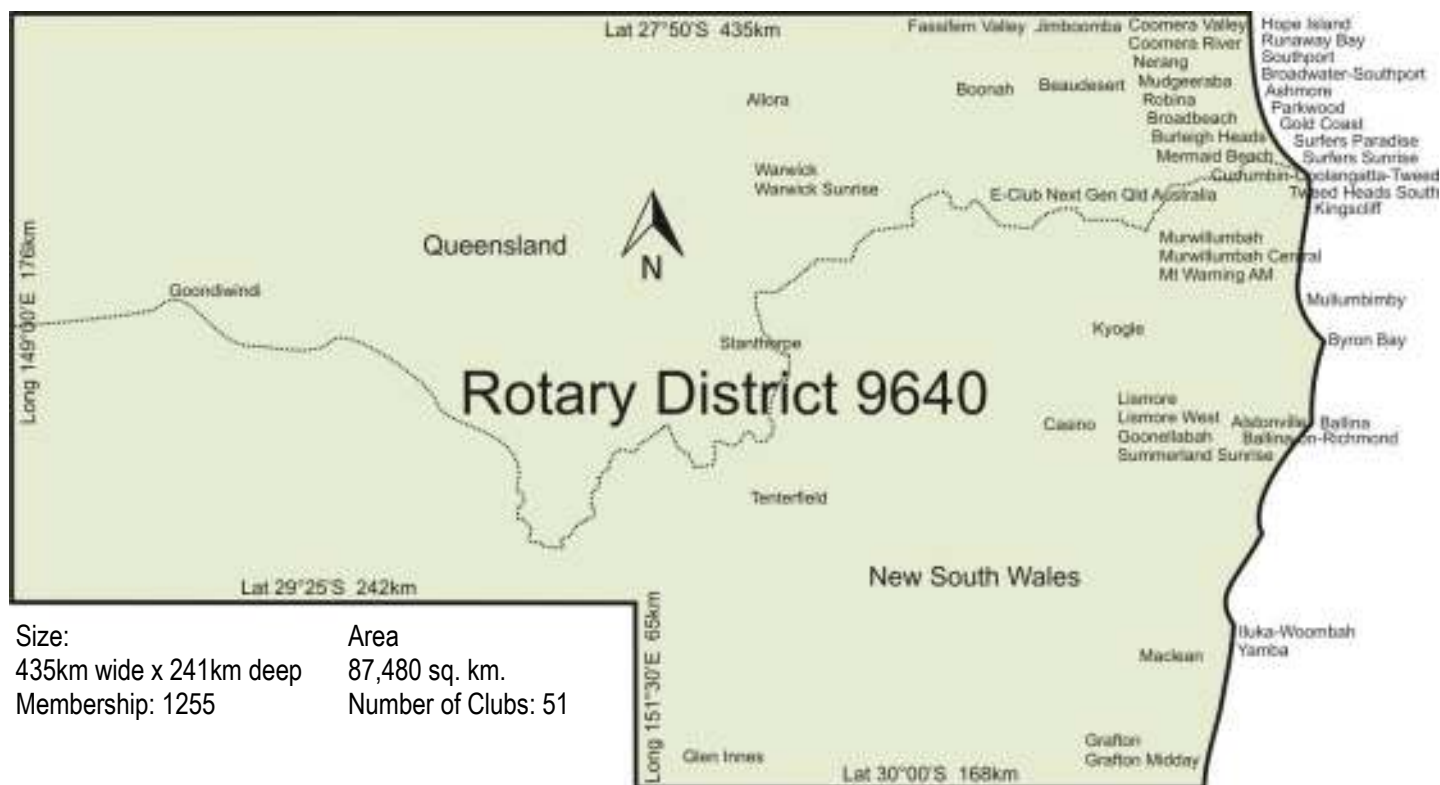 Lat 27°50'S 435km
Fassifern Valley
Jimboomba
Coomera Valley
Coomera River
Nerang
Mudgeeraba
Robina
Broadbeach
Burleigh Heads
Mermaid Beach
Hope Island
Runaway Bay
Southport
Broadwater-Southport
Ashmore
Parkwood
Gold Coast
Surfers Paradise
Surfers Sunrise
Currumbin-Coolangatta-Tweed
Tweed Heads South
Kingscliff
Allora
Boonah
Beaudesert
Warwick
Warwick Sunrise
E-Club Next Gen Qld Australia
Queensland
N
Murwillumbah
Murwillumbah Central
Mt Warning AM
Long 149°00'E 176km
Goondiwindi
Mullumbimby
Stanthorpe
Kyogle
Byron Bay
Rotary District 9640
Casino
Lismore
Lismore West
Goonellabah
Summerland Sunrise
Alstonville
Ballina
Ballina-on-Richmond
Tenterfield
New South Wales
Lat 29°25'S 242km
Long 151°30'E 65km
Size:
435km wide x 241km deep
Membership: 1255
Area
87,480 sq. km.
Number of Clubs: 51
Iluka-Woombah
Yamba
Maclean
Glen Innes
Grafton
Grafton Midday
Lat 30°00'S 168km